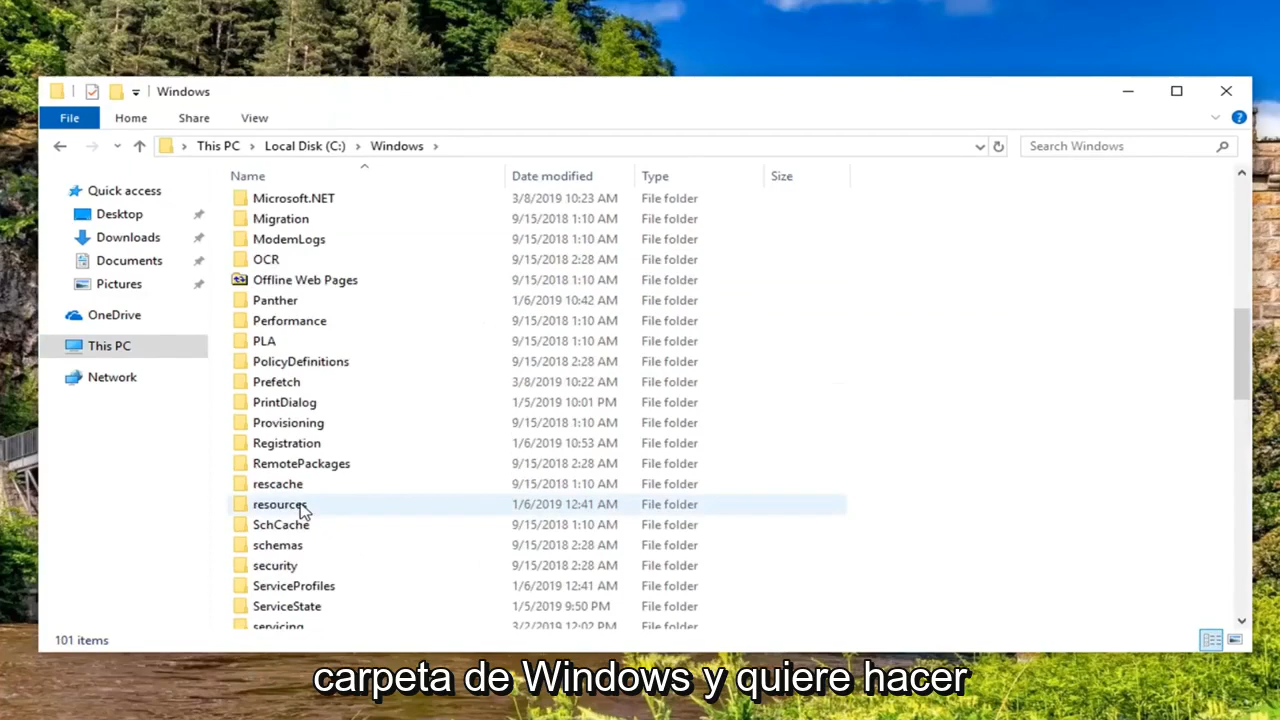 Windows
File Home Share View
This PC Local Disk (C:) Windows
Search Windows
Name Date modified Type Size
Quick access
Desktop
Downloads
Documents
Pictures
OneDrive
This PC
Network
Microsoft.NET 3/8/2019 10:23 AM File folder
Migration 9/15/2018 1:10 AM File folder
ModemLogs 9/15/2018 1:10 AM File folder
OCR 9/15/2018 2:28 AM File folder
Offline Web Pages 9/15/2018 1:10 AM File folder
Panther 1/6/2019 10:42 AM File folder
Performance 9/15/2018 1:10 AM File folder
PLA 9/15/2018 1:10 AM File folder
PolicyDefinitions 9/15/2018 2:28 AM File folder
Prefetch 3/8/2019 10:22 AM File folder
PrintDialog 1/5/2019 10:01 PM File folder
Provisioning 9/15/2018 1:10 AM File folder
Registration 1/6/2019 10:53 AM File folder
RemotePackages 9/15/2018 2:28 AM File folder
rescache 9/15/2018 1:10 AM File folder
resources 1/6/2019 12:41 AM File folder
SchCache 9/15/2018 1:10 AM File folder
schemas 9/15/2018 2:28 AM File folder
security 9/15/2018 2:28 AM File folder
ServiceProfiles 1/6/2019 12:41 AM File folder
ServiceState 1/5/2019 9:50 PM File folder
servicing 3/2/2019 12:02 PM File folder
101 items
carpeta de Windows y quiere hacer